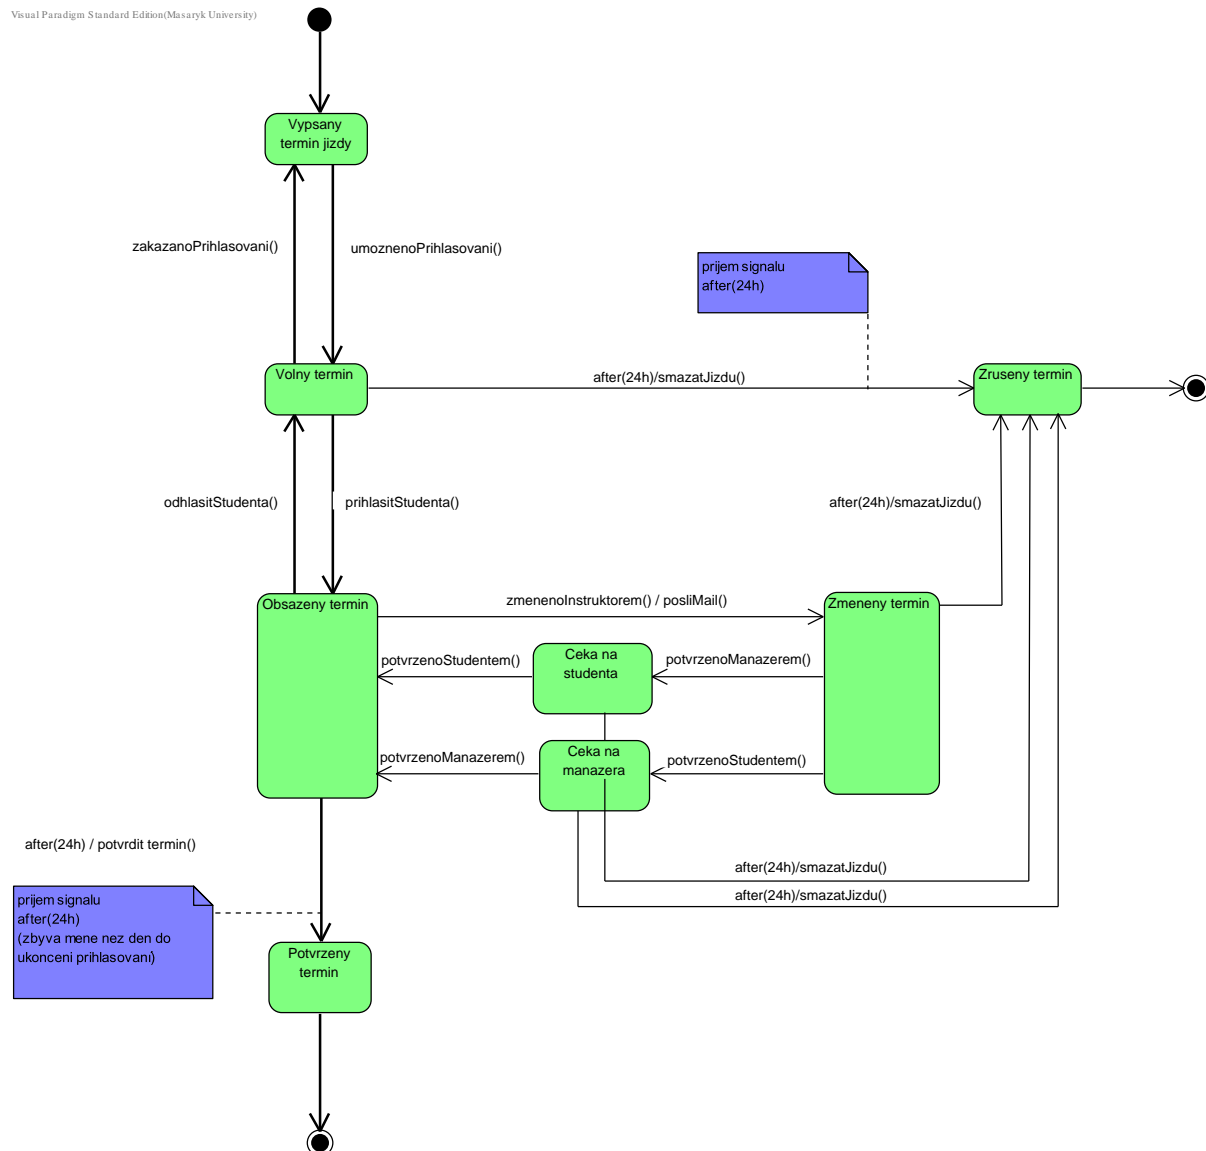 Visual Paradigm Standard Edition(Masaryk University)
Vypsany
termin jizdy
zakazanoPrihlasovani()
umoznenoPrihlasovani()
prijem signalu
after(24h)
Volny termin
after(24h)/smazatJizdu()
Zruseny termin
odhlasitStudenta()
prihlasitStudenta()
after(24h)/smazatJizdu()
Obsazeny termin
zmenenoInstruktorem() / posliMail()
Zmeneny termin
potvrzenoStudentem()
Ceka na
studenta
potvrzenoManazerem()
potvrzenoManazerem()
Ceka na
manazera
potvrzenoStudentem()
after(24h) / potvrdit termin()
after(24h)/smazatJizdu()
after(24h)/smazatJizdu()
prijem signalu
after(24h)
(zbyva mene nez den do
ukonceni prihlasovaní)
Potvrzeny
termin